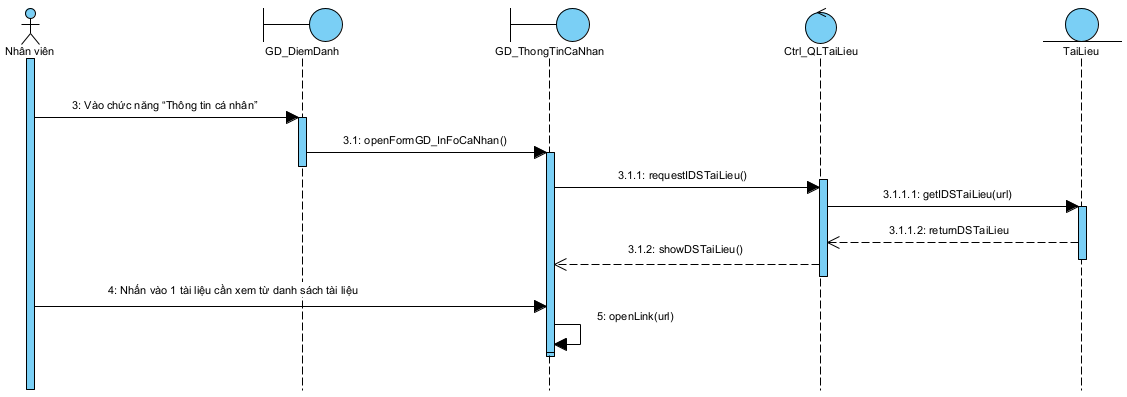 Nhân viên
GD_DiemDanh
GD_ThongTinCaNhan
Ctrl_QLTaiLieu
TaiLieu
3: Vào chức năng “Thông tin cá nhân”
3.1: openFormGD_InFoCaNhan()
3.1.1: requestIDSTaiLieu()
3.1.1.1: getIDSTaiLieu(url)
3.1.1.2: returnDSTaiLieu
3.1.2: showDSTaiLieu()
4: Nhấn vào 1 tài liệu cần xem từ danh sách tài liệu
5: openLink(url)